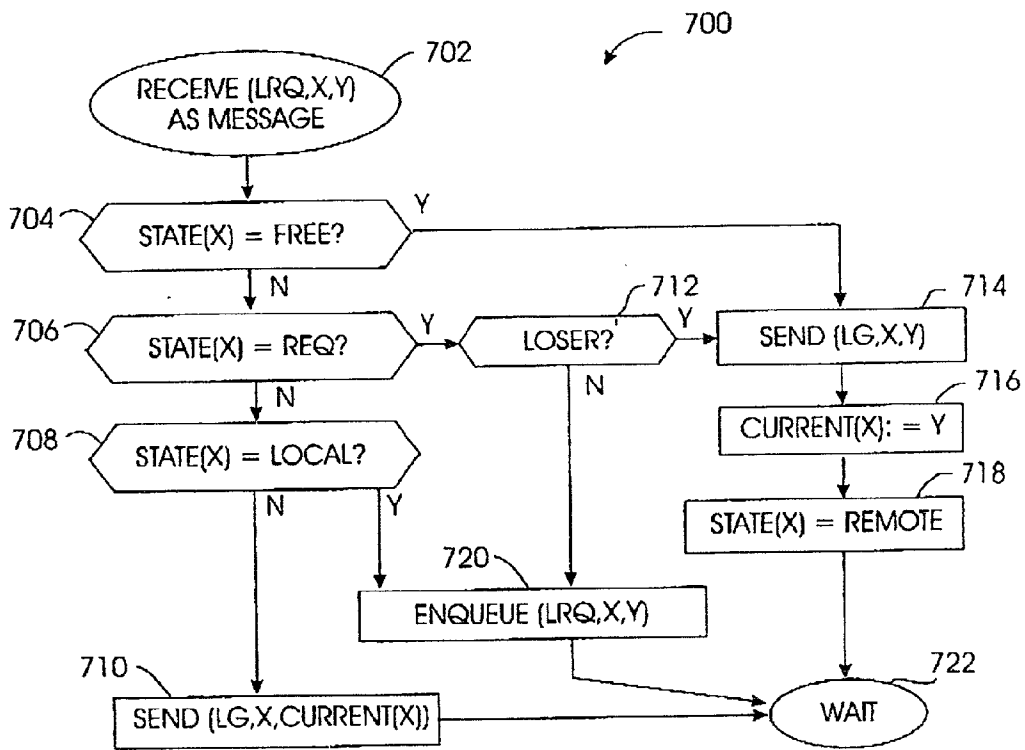 700
702
RECEIVE (LRQ,X,Y)
AS MESSAGE
704
STATE(X) = FREE?
Y
N
706
STATE(X) = REQ?
Y
N
712
LOSER?
Y
N
714
SEND (LG,X,Y)
716
CURRENT(X): = Y
708
STATE(X) = LOCAL?
N
Y
718
STATE(X) = REMOTE
720
ENQUEUE (LRQ,X,Y)
710
SEND (LG,X,CURRENT(X))
722
WAIT